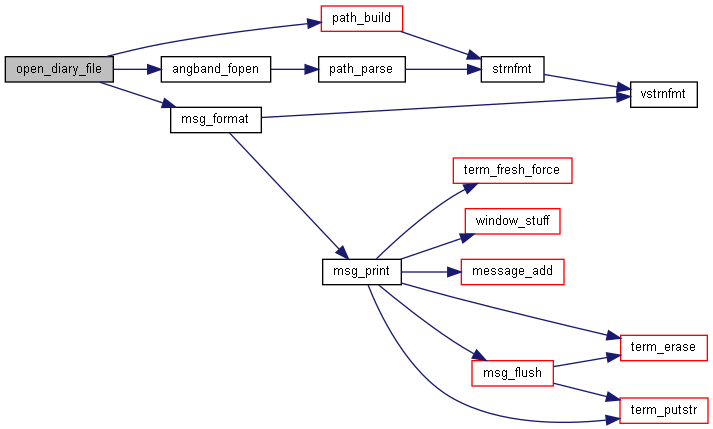 path_build
open_diary_file
angband_fopen
path_parse
strnfmt
vstrnfmt
msg_format
term_fresh_force
window_stuff
msg_print
message_add
term_erase
msg_flush
term_putstr